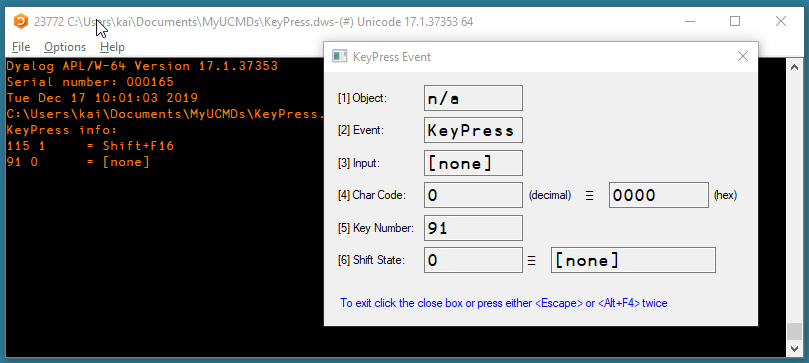 23772 C:\Users\kai\Documents\MyUCMDs\KeyPress.dws-(#) Unicode 17.1.37353 64
File Options Help
Dyalog APL/W-64 Version 17.1.37353
Serial number: 000165
Tue Dec 17 10:01:03 2019
C:\Users\kai\Documents\MyUCMDs\KeyPress.
KeyPress info:
115 1 = Shift+F16
91 0 = [none]
KeyPress Event
[1] Object: n/a
[2] Event: KeyPress
[3] Input: [none]
[4] Char Code: 0 (decimal) ≡ 0000 (hex)
[5] Key Number: 91
[6] Shift State: 0 ≡ [none]
To exit click the close box or press either <Escape> or <Alt+F4> twice